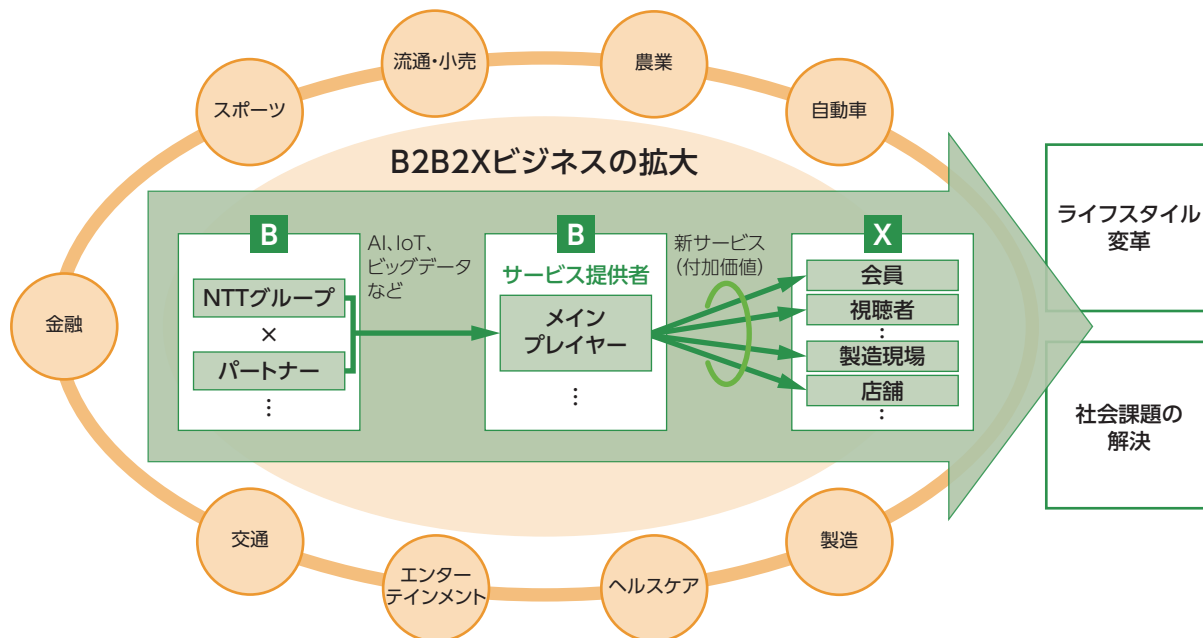 流通・小売
農業
スポーツ
自動車
B2B2Xビジネスの拡大
B
AI、IoT、
ビッグデータ
など
NTTグループ
×
パートナー
⋮
B
サービス提供者
メイン
プレイヤー
⋮
新サービス
(付加価値)
X
会員
視聴者
⋮
製造現場
店舗
⋮
ライフスタイル
変革
社会課題の
解決
金融
交通
エンター
テインメント
ヘルスケア
製造